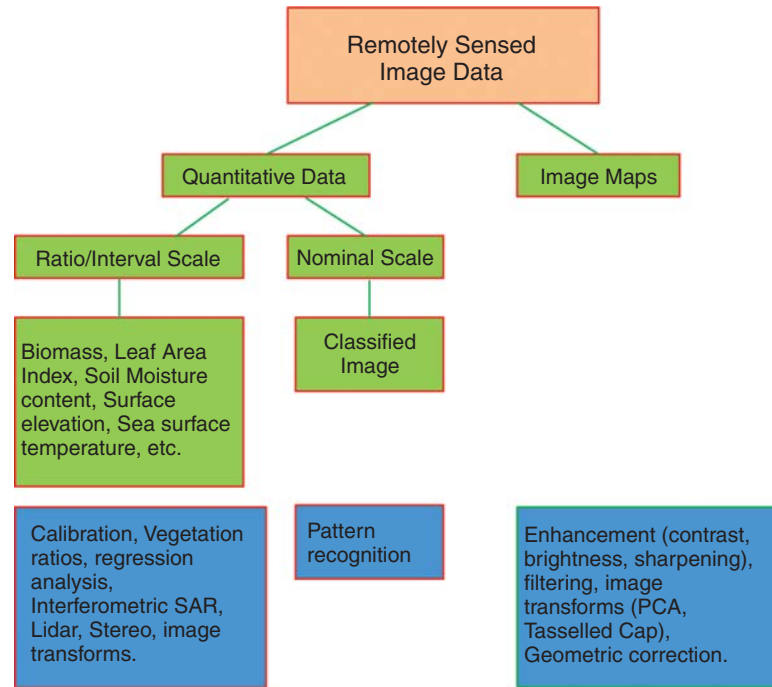 Remotely Sensed
Image Data
Quantitative Data
Image Maps
Ratio/Interval Scale
Nominal Scale
Biomass, Leaf Area
Index, Soil Moisture
content, Surface
elevation, Sea surface
temperature, etc.
Classified
Image
Calibration, Vegetation
ratios, regression
analysis,
Interferometric SAR,
Lidar, Stereo, image
transforms.
Pattern
recognition
Enhancement (contrast,
brightness, sharpening),
filtering, image
transforms (PCA,
Tasselled Cap),
Geometric correction.